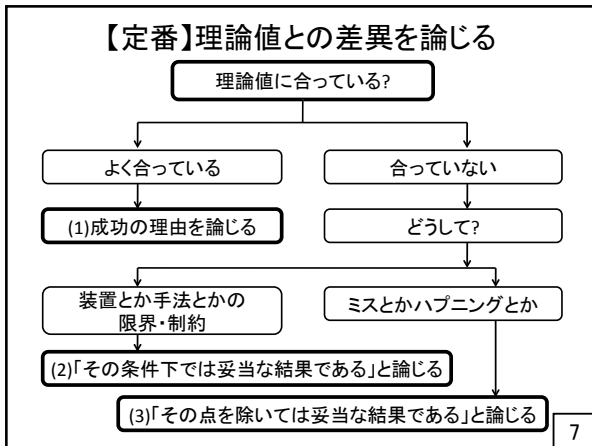 【定番】理論値との差異を論じる
理論値に合っている?
よく合っている
合っていない
(1)成功の理由を論じる
どうして?
装置とか手法とかの
限界・制約
ミスとかハプニングとか
(2)「その条件下では妥当な結果である」と論じる
(3)「その点を除いては妥当な結果である」と論じる
7